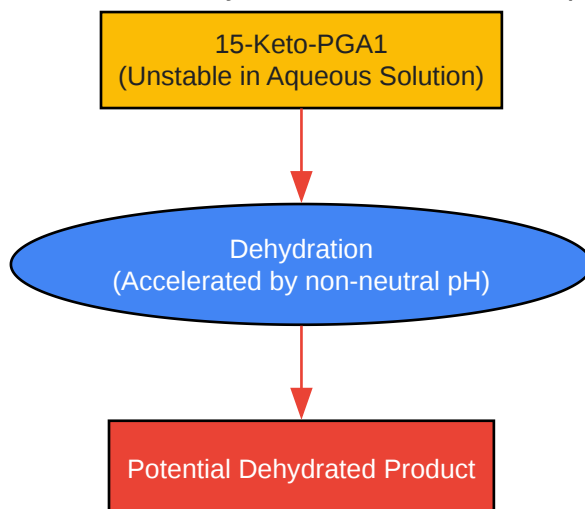 15-Keto-PGA1
(Unstable in Aqueous Solution)
Dehydration
(Accelerated by non-neutral pH)
Potential Dehydrated Product